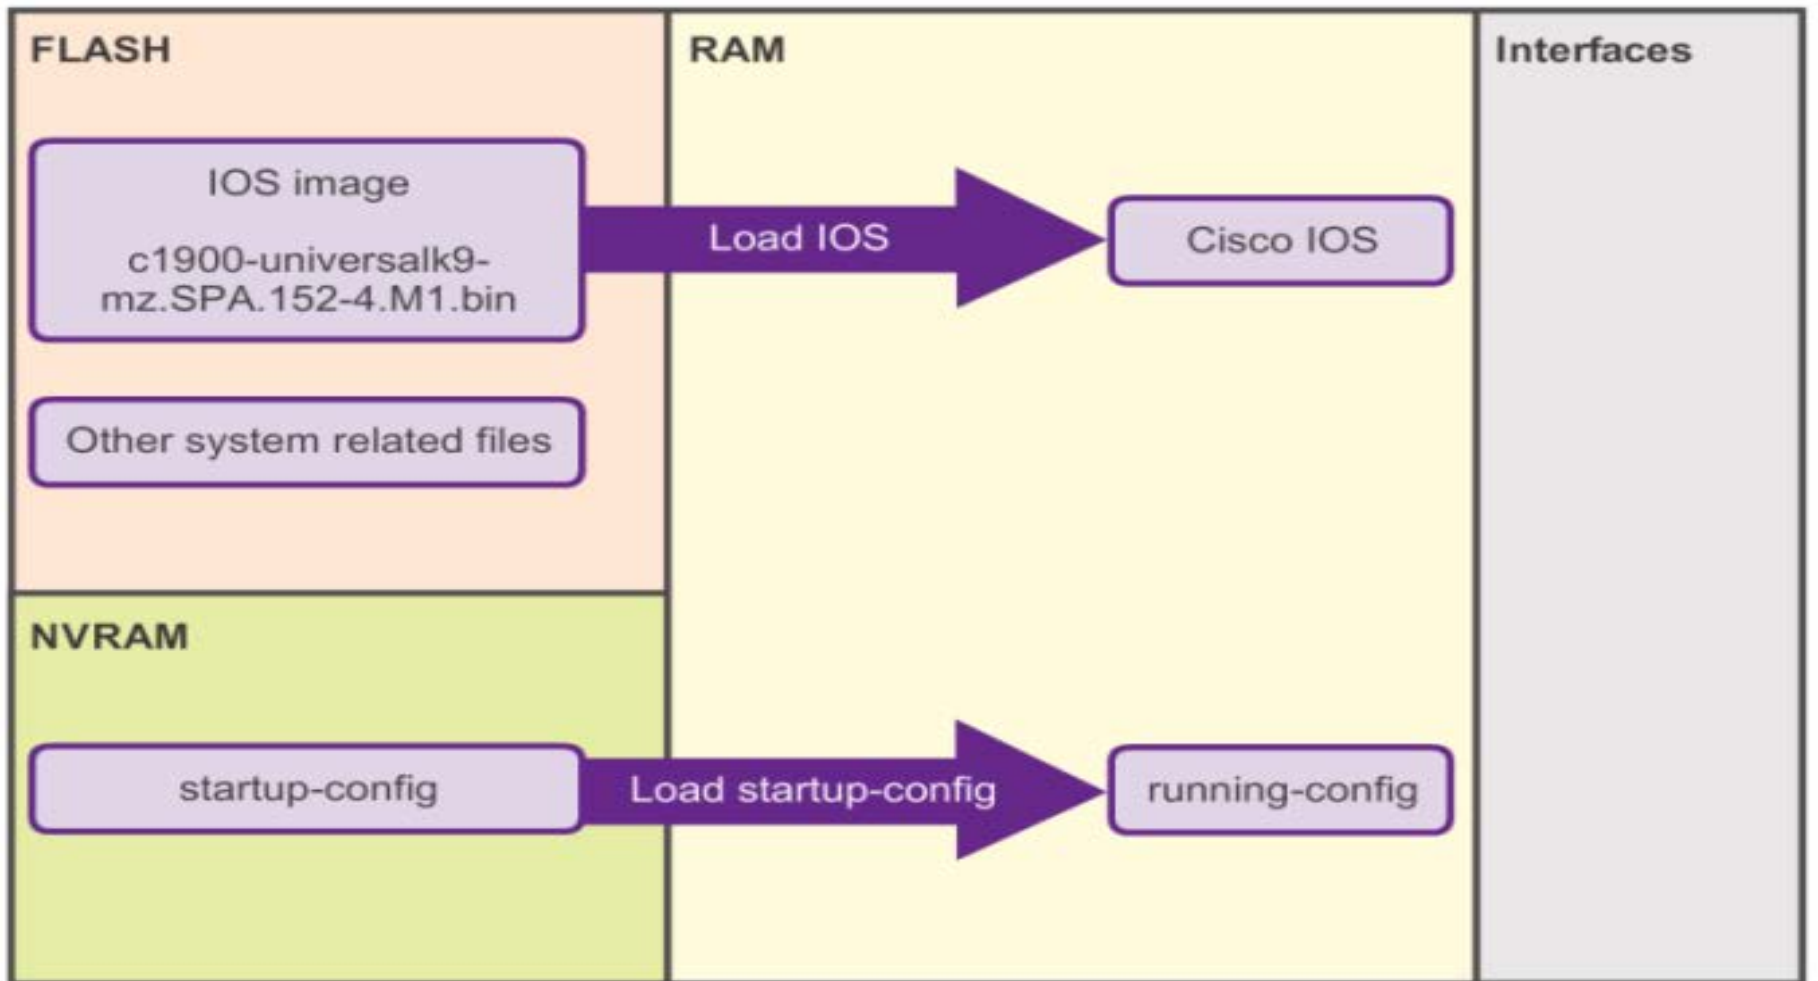 FLASH
IOS image
c1900-universalk9-
mz.SPA.152-4.M1.bin
Other system related files
NVRAM
startup-config
RAM
Load IOS
Cisco IOS
Load startup-config
running-config
Interfaces